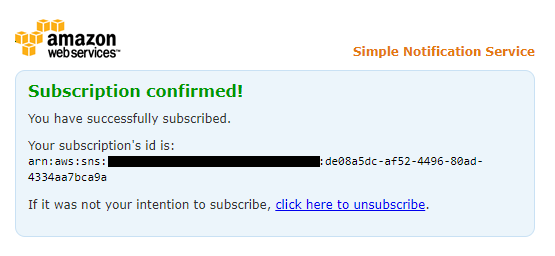 amazon
webservices™
Simple Notification Service
Subscription confirmed!
You have successfully subscribed.
Your subscription's id is:
arn:aws:sns: :de08a5dc-af52-4496-80ad-
4334aa7bca9a
If it was not your intention to subscribe, click here to unsubscribe.